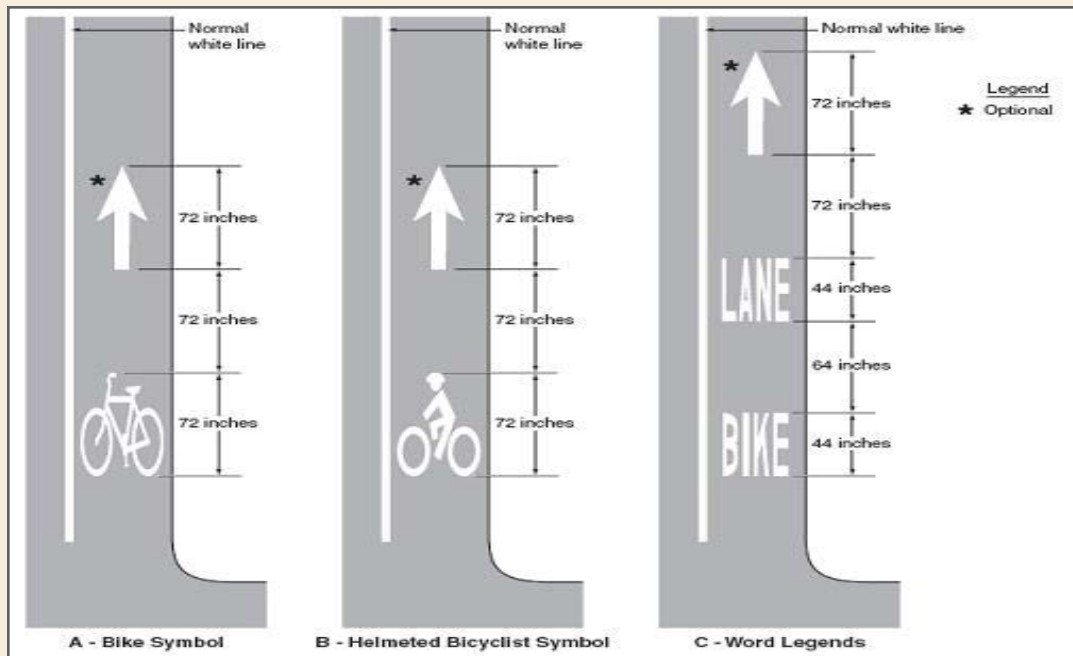 Normal
white line
*
72 inches
72 inches
72 inches
A - Bike Symbol
Normal
white line
*
72 inches
72 inches
72 inches
B - Helmeted Bicyclist Symbol
Normal white line
*
72 inches
72 inches
LANE
44 inches
64 inches
BIKE
44 inches
C - Word Legends
Legend
* Optional